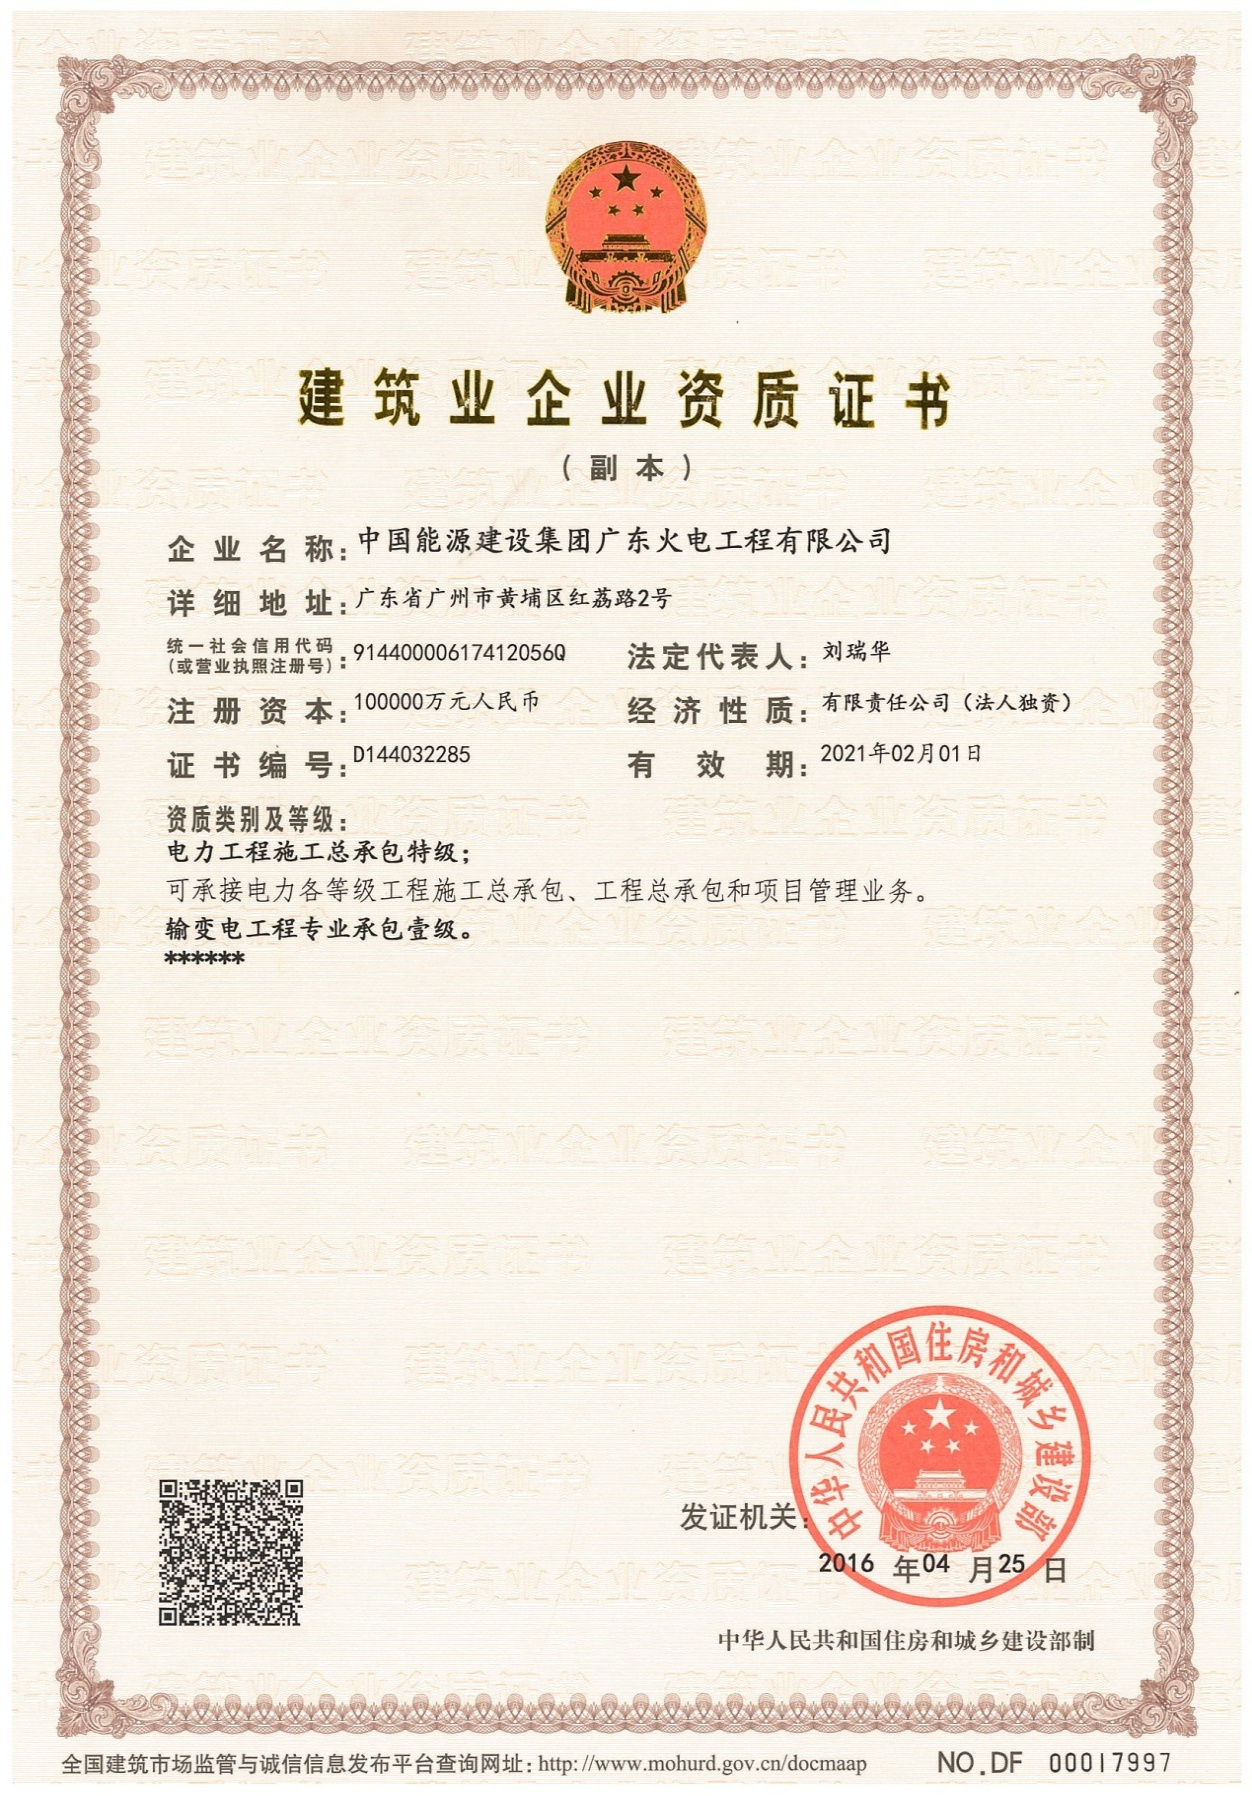 建筑业企业资质证书
（副本）
企业名称：中国能源建设集团广东火电工程有限公司
详细地址：广东省广州市黄埔区红荔路2号
统一社会信用代码
（或营业执照注册号）：91440000617412056Q 法定代表人：刘瑞华
注册资本：100000万元人民币 经济性质：有限责任公司（法人独资）
证书编号：D144032285 有效期：2021年02月01日
资质类别及等级：
电力工程施工总承包特级；
可承接电力各等级工程施工总承包、工程总承包和项目管理业务。
输变电工程专业承包壹级。
******
中华人民共和国住房和城乡建设部
发证机关：
2016 年04 月25 日
中华人民共和国住房和城乡建设部制
全国建筑市场监管与诚信信息发布平台查询网址：http://www.mohurd.gov.cn/docmaap NO.DF 00017997